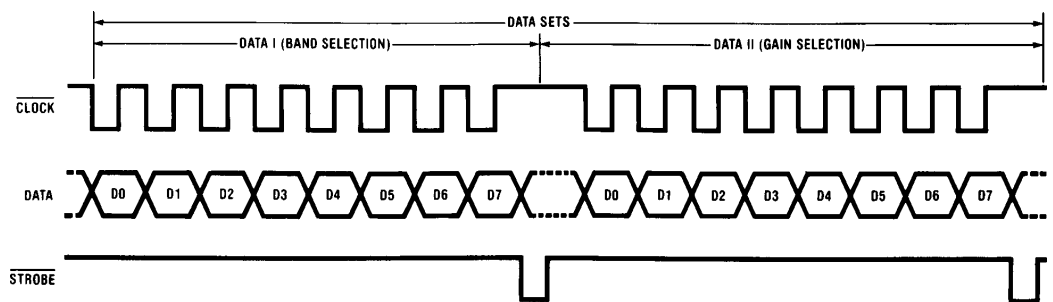 DATA SETS
DATA I (BAND SELECTION) DATA II (GAIN SELECTION)
CLOCK
DATA D0 D1 D2 D3 D4 D5 D6 D7 D0 D1 D2 D3 D4 D5 D6 D7
STROBE